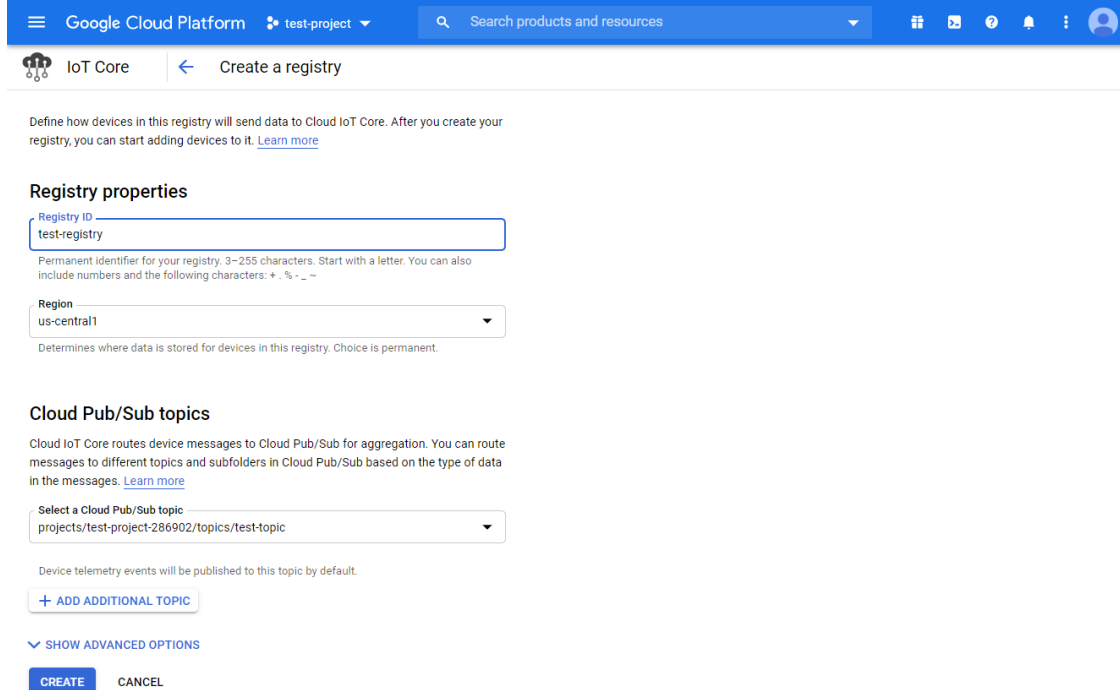 Google Cloud Platform test-project Search products and resources
IoT Core Create a registry
Define how devices in this registry will send data to Cloud IoT Core. After you create your
registry, you can start adding devices to it. Learn more
Registry properties
Registry ID
test-registry
Permanent identifier for your registry. 3–255 characters. Start with a letter. You can also
include numbers and the following characters: + . % - _ ~
Region
us-central1
Determines where data is stored for devices in this registry. Choice is permanent.
Cloud Pub/Sub topics
Cloud IoT Core routes device messages to Cloud Pub/Sub for aggregation. You can route
messages to different topics and subfolders in Cloud Pub/Sub based on the type of data
in the messages. Learn more
Select a Cloud Pub/Sub topic
projects/test-project-286902/topics/test-topic
Device telemetry events will be published to this topic by default.
ADD ADDITIONAL TOPIC
SHOW ADVANCED OPTIONS
CREATE CANCEL